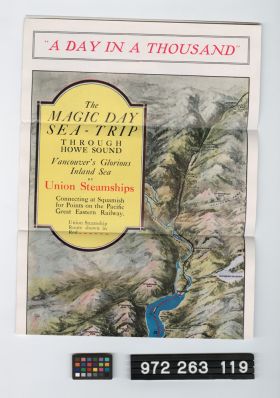 "A DAY IN A THOUSAND"
The
MAGIC DAY
SEA-TRIP
THROUGH
HOWE SOUND
Vancouver's Glorious
Inland Sea
BY
Union Steamships
Connecting at Squamish
for Points on the Pacific
Great Eastern Railway.
Union Steamship
Route shown in
Red
972 263 119